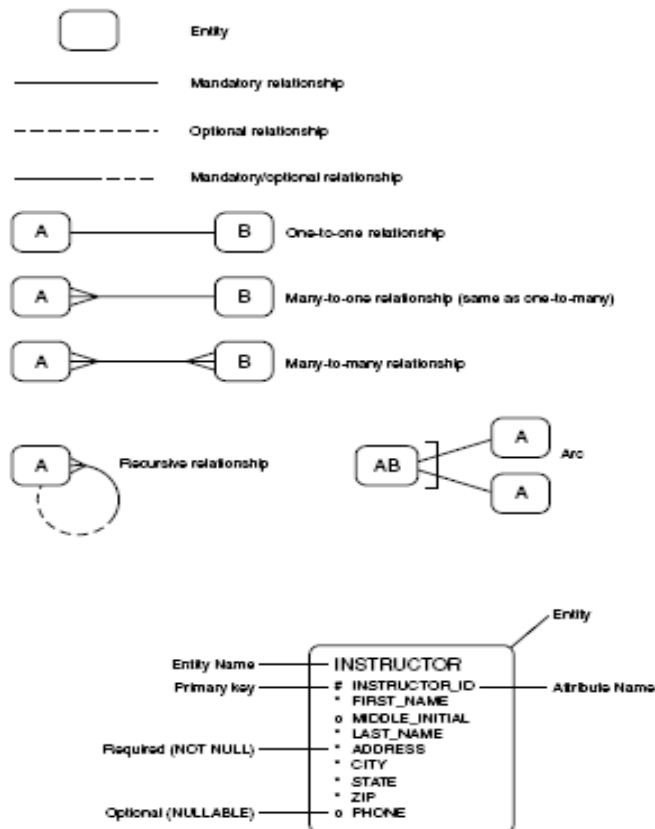 Entity
Mandatory relationship
Optional relationship
Mandatory/optional relationship
A B One-to-one relationship
A B Many-to-one relationship (same as one-to-many)
A B Many-to-many relationship
A Recursive relationship
AB A A Arc
Entity
Entity Name INSTRUCTOR
Primary key # INSTRUCTOR_ID Attribute Name
* FIRST_NAME
o MIDDLE_INITIAL
* LAST_NAME
Required (NOT NULL) * ADDRESS
* CITY
* STATE
* ZIP
Optional (NULLABLE) o PHONE